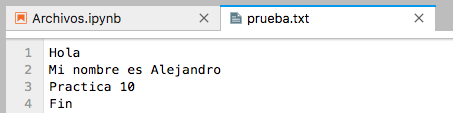 Archivos.ipynb prueba.txt
1 Hola
2 Mi nombre es Alejandro
3 Practica 10
4 Fin